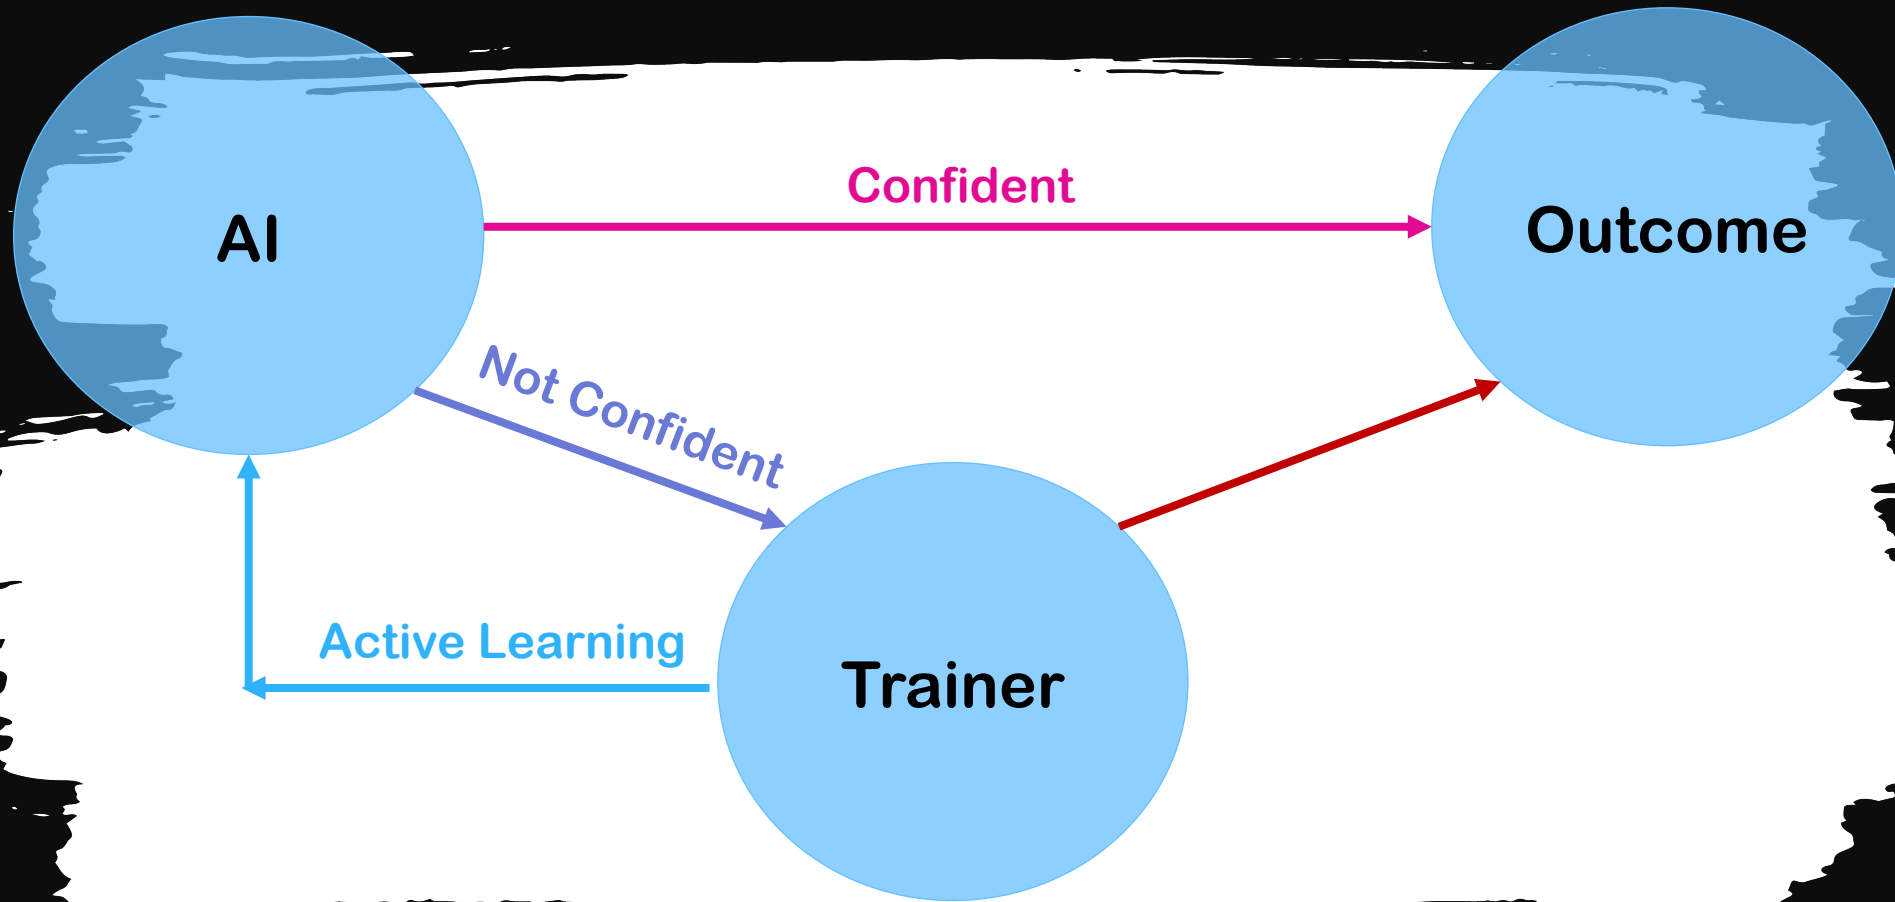 Confident
AI
Outcome
Not Confident
Active Learning
Trainer